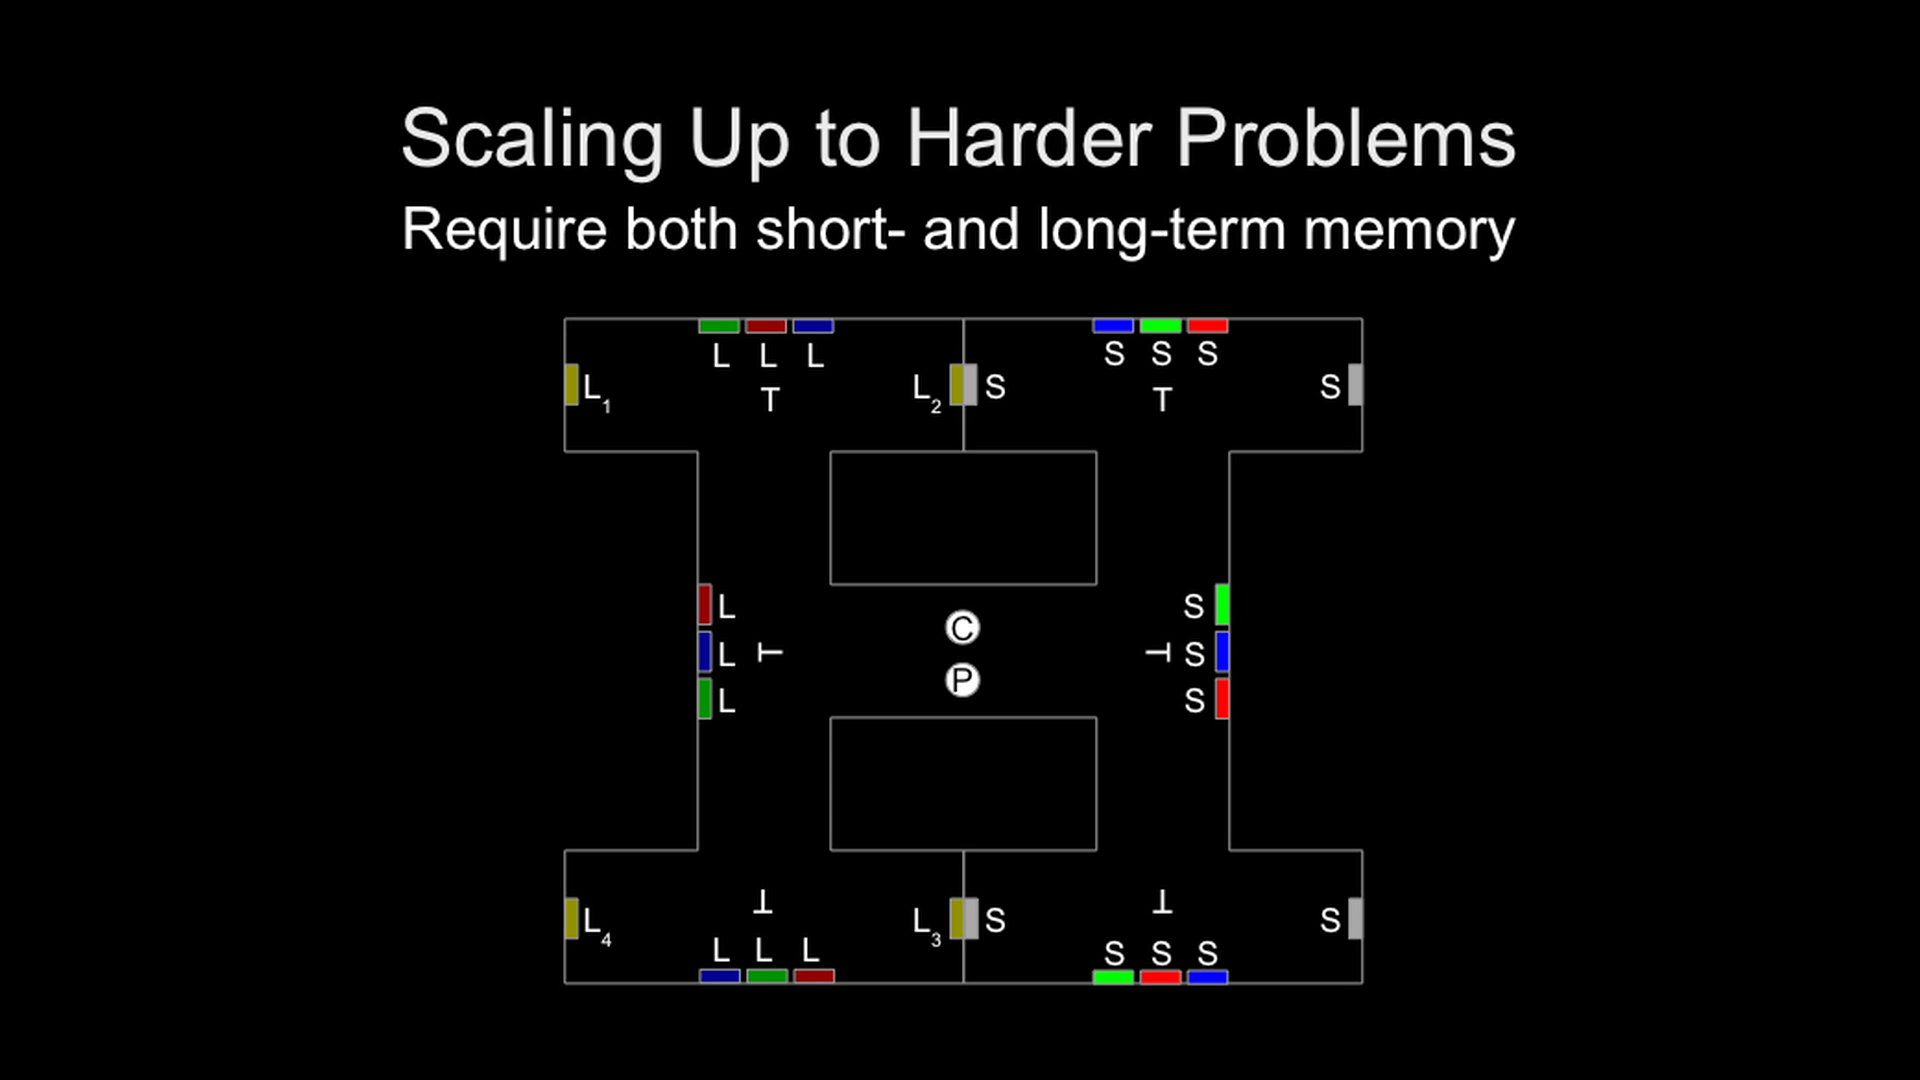 Scaling Up to Harder Problems
Require both short- and long-term memory
L L L
S S S
L1
T
L2
S
T
S
C
L
S
L T
T S
P
L
S
T
T
L4
L3
S
S
L L L
S S S